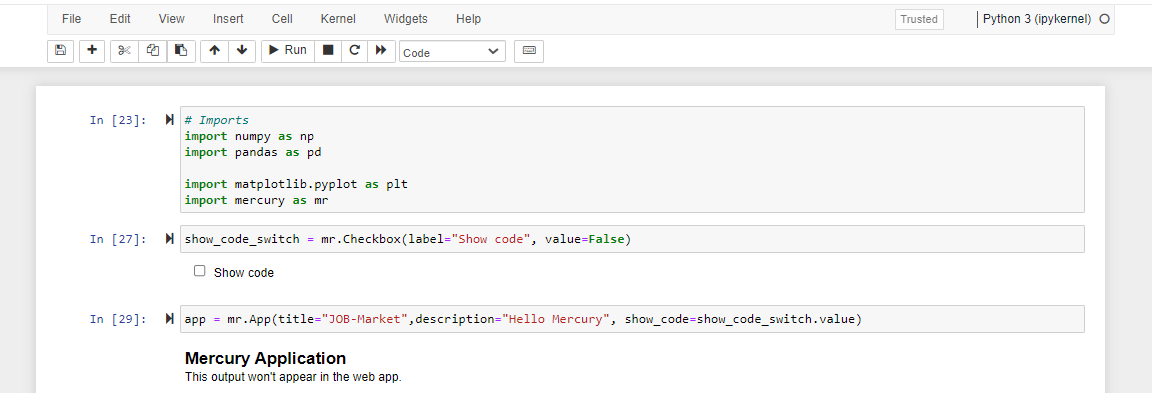 File Edit View Insert Cell Kernel Widgets Help Trusted Python 3 (ipykernel)
Run Code
In [23]: # Imports
import numpy as np
import pandas as pd
import matplotlib.pyplot as plt
import mercury as mr
In [27]: show_code_switch = mr.Checkbox(label="Show code", value=False)
Show code
In [29]: app = mr.App(title="JOB-Market",description="Hello Mercury", show_code=show_code_switch.value)
Mercury Application
This output won't appear in the web app.